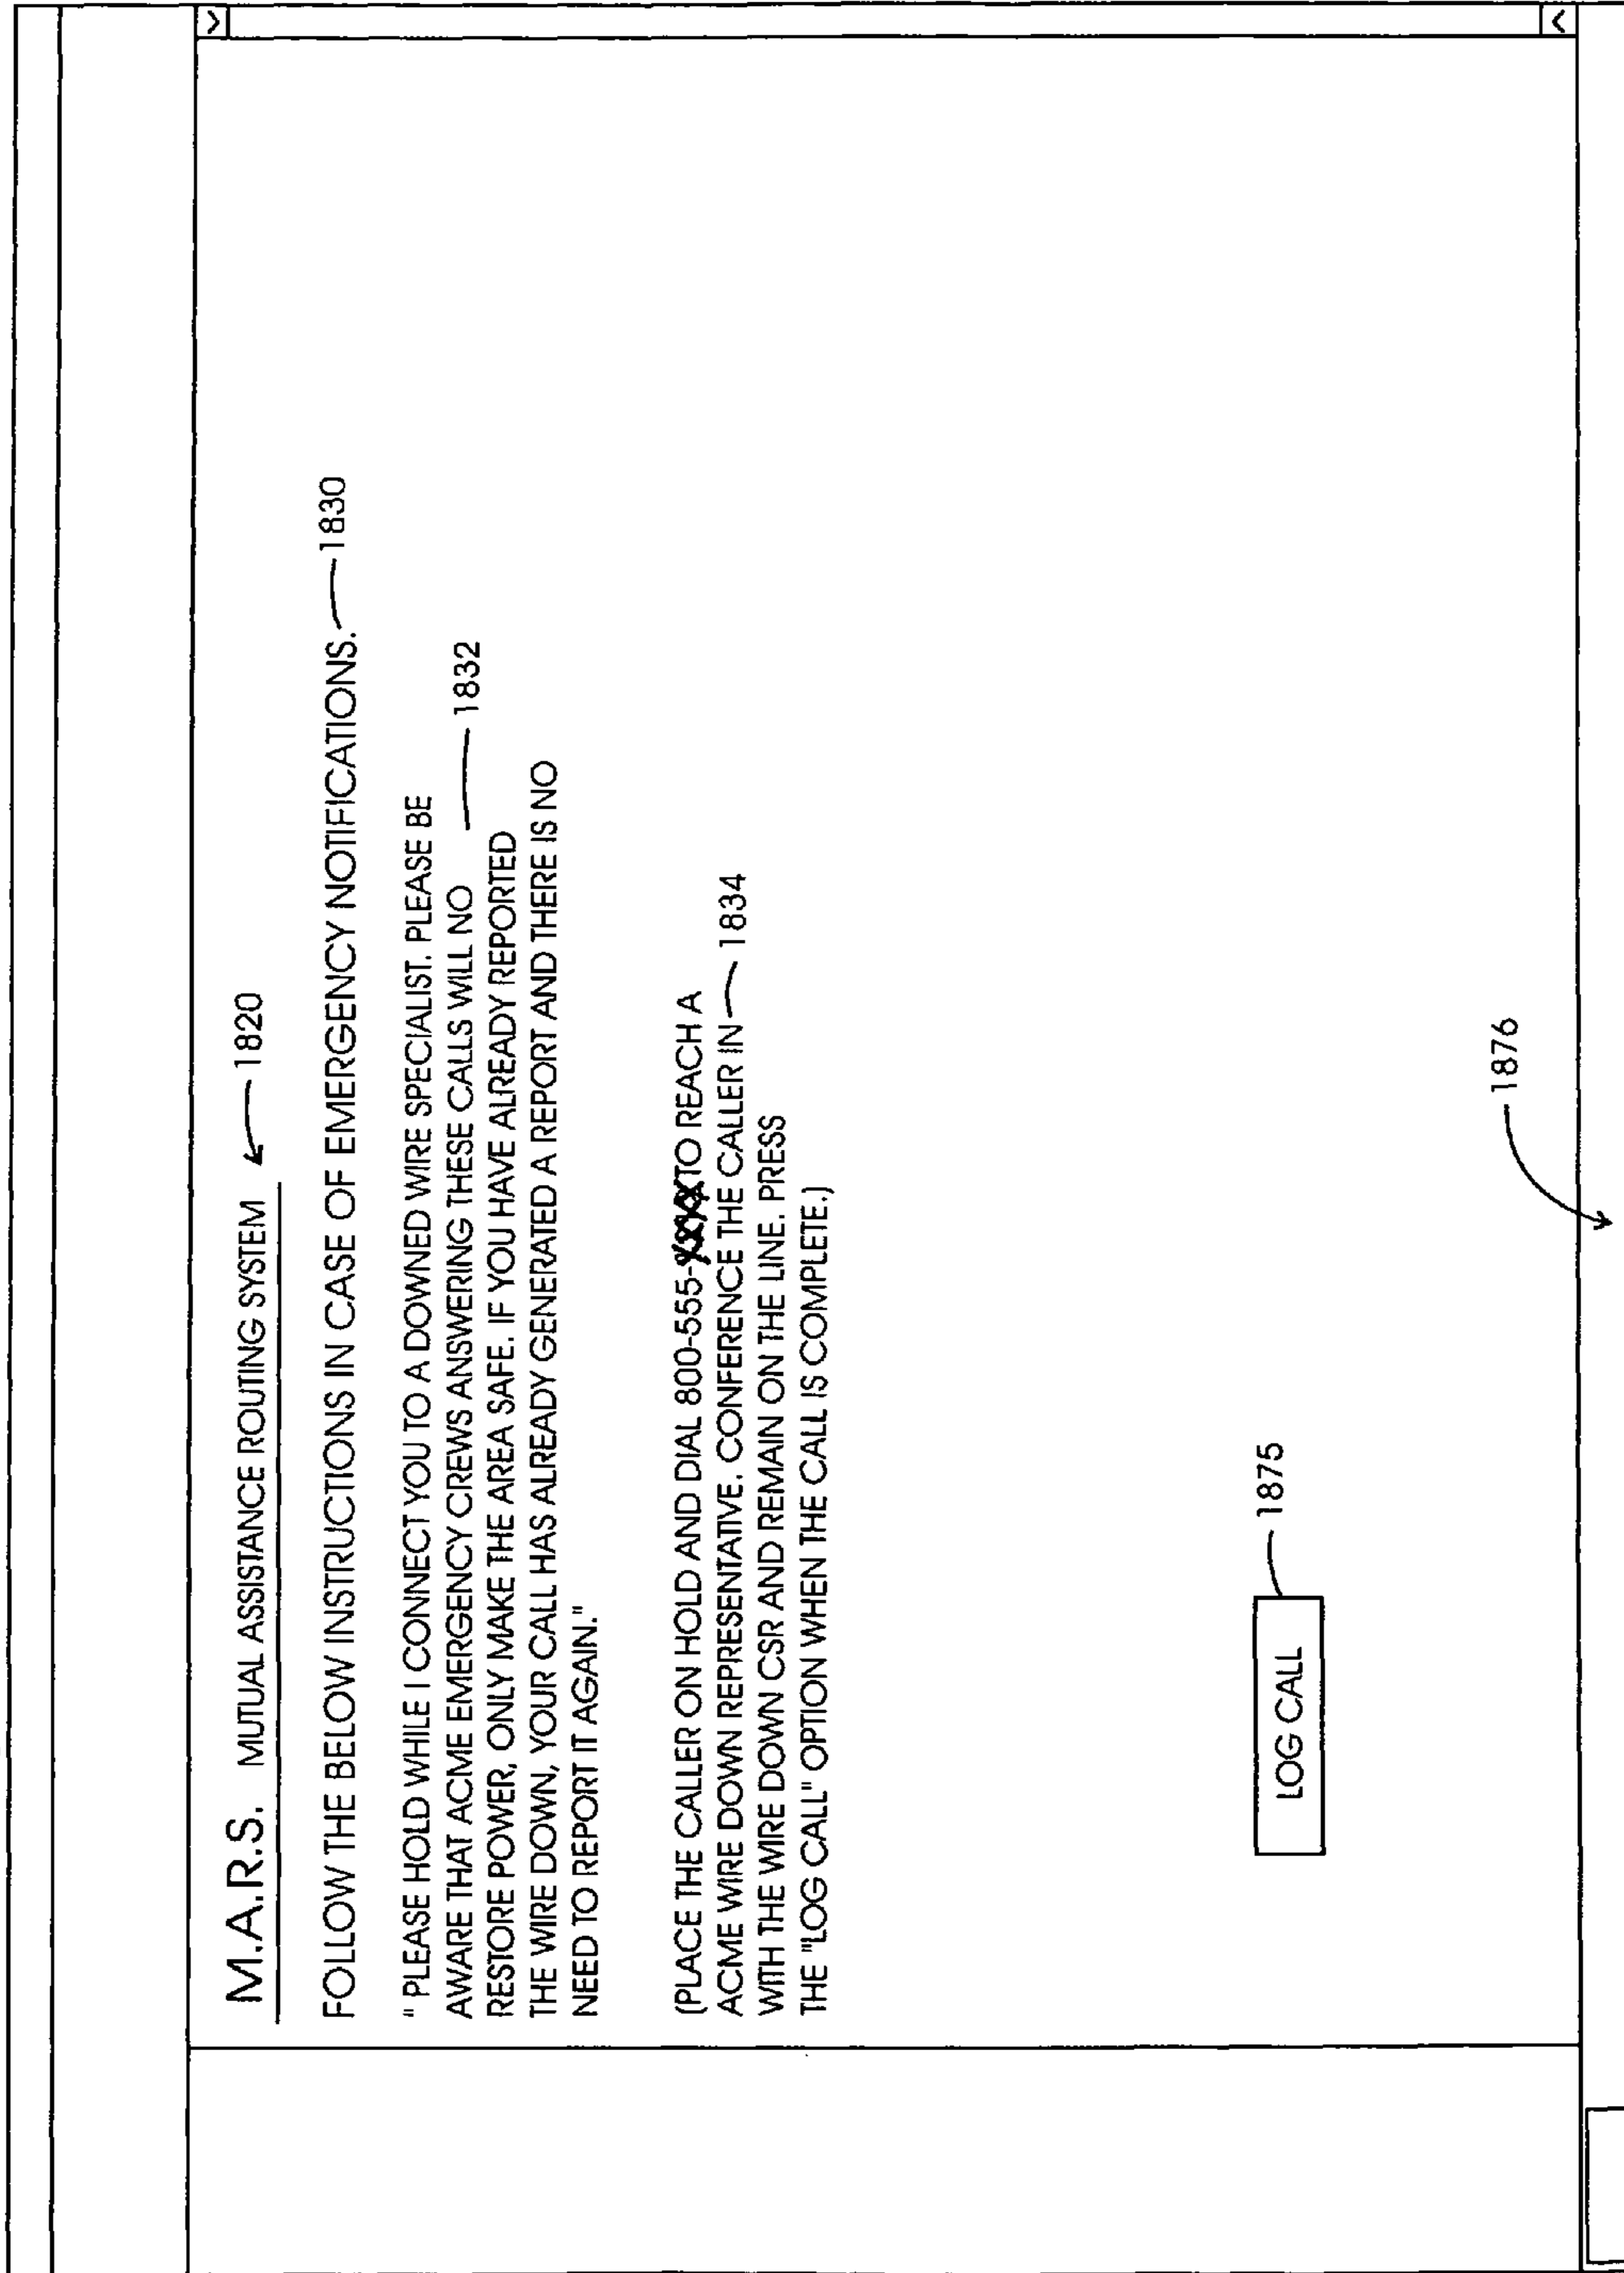 M.A.R.S. MUTUAL ASSISTANCE ROUTING SYSTEM 1820
FOLLOW THE BELOW INSTRUCTIONS IN CASE OF EMERGENCY NOTIFICATIONS. 1830
" PLEASE HOLD WHILE I CONNECT YOU TO A DOWNED WIRE SPECIALIST. PLEASE BE
AWARE THAT ACME EMERGENCY CREWS ANSWERING THESE CALLS WILL NO 1832
RESTORE POWER, ONLY MAKE THE AREA SAFE. IF YOU HAVE ALREADY REPORTED
THE WIRE DOWN, YOUR CALL HAS ALREADY GENERATED A REPORT AND THERE IS NO
NEED TO REPORT IT AGAIN."
(PLACE THE CALLER ON HOLD AND DIAL 800-555-XXXX TO REACH A
ACME WIRE DOWN REPRESENTATIVE. CONFERENCE THE CALLER IN 1834
WITH THE WIRE DOWN CSR AND REMAIN ON THE LINE. PRESS
THE "LOG CALL" OPTION WHEN THE CALL IS COMPLETE.)
LOG CALL 1875
1876